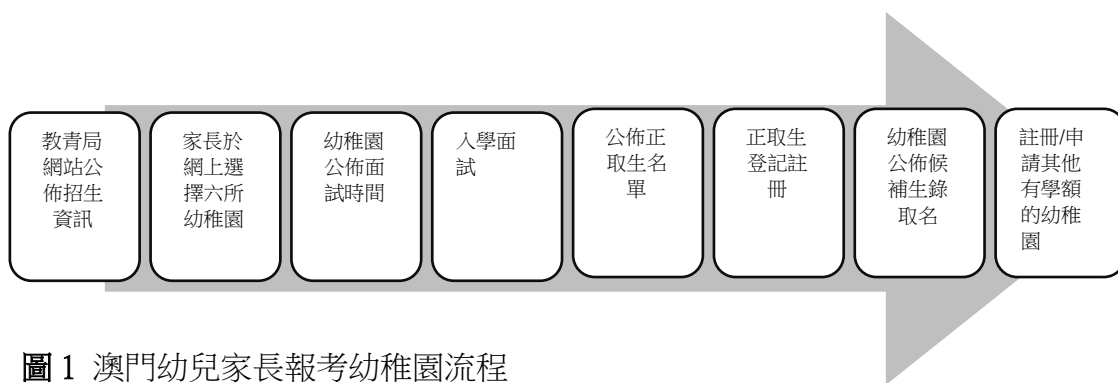 教青局
網站公
佈招生
資訊
家長於
網上選
擇六所
幼稚園
幼稚園
公佈面
試時間
入學面
試
公佈正
取生名
單
正取生
登記註
冊
幼稚園
公佈候
補生錄
取名
註冊/申
請其他
有學額
的幼稚
園
圖 1 澳門幼兒家長報考幼稚園流程